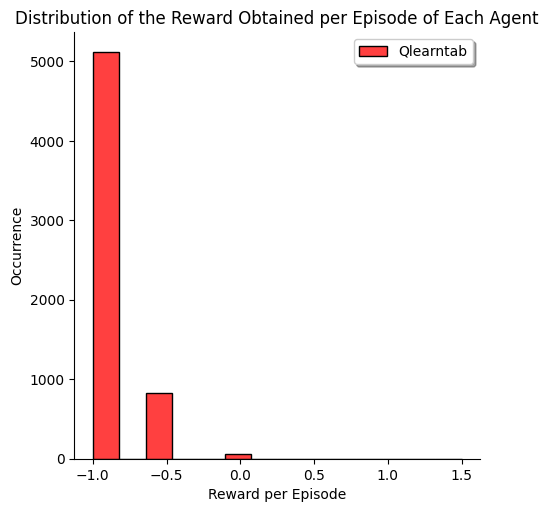 Distribution of the Reward Obtained per Episode of Each Agent
Qlearntab
5000
4000
3000
2000
1000
0
Occurrence
−1.0 −0.5 0.0 0.5 1.0 1.5
Reward per Episode